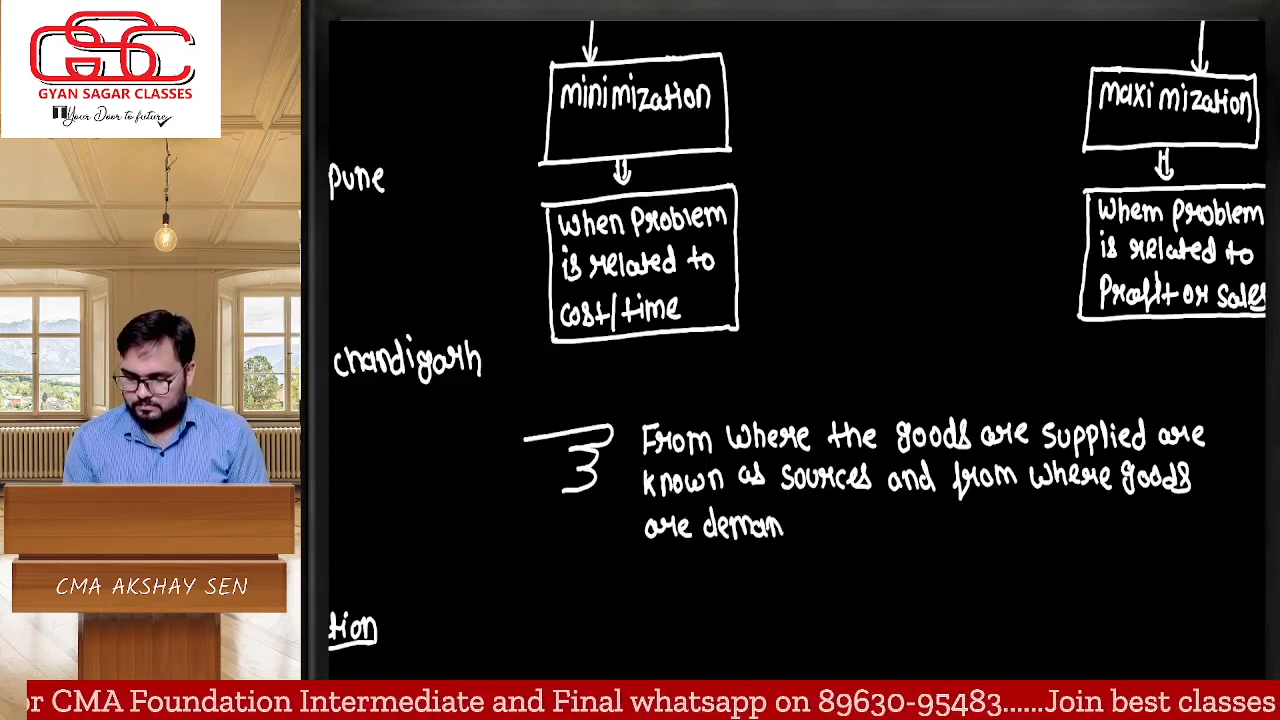 GSC
GYAN SAGAR CLASSES
Your Door to future
minimization
maximization
pune
When Problem
is related to
cost/time
Whem problem
is related to
Profit or sales
chandigarh
From where the goods are supplied are
known as sources and from where goods
are deman
tion
CMA AKSHAY SEN
or CMA Foundation Intermediate and Final whatsapp on 89630-95483......Join best classes